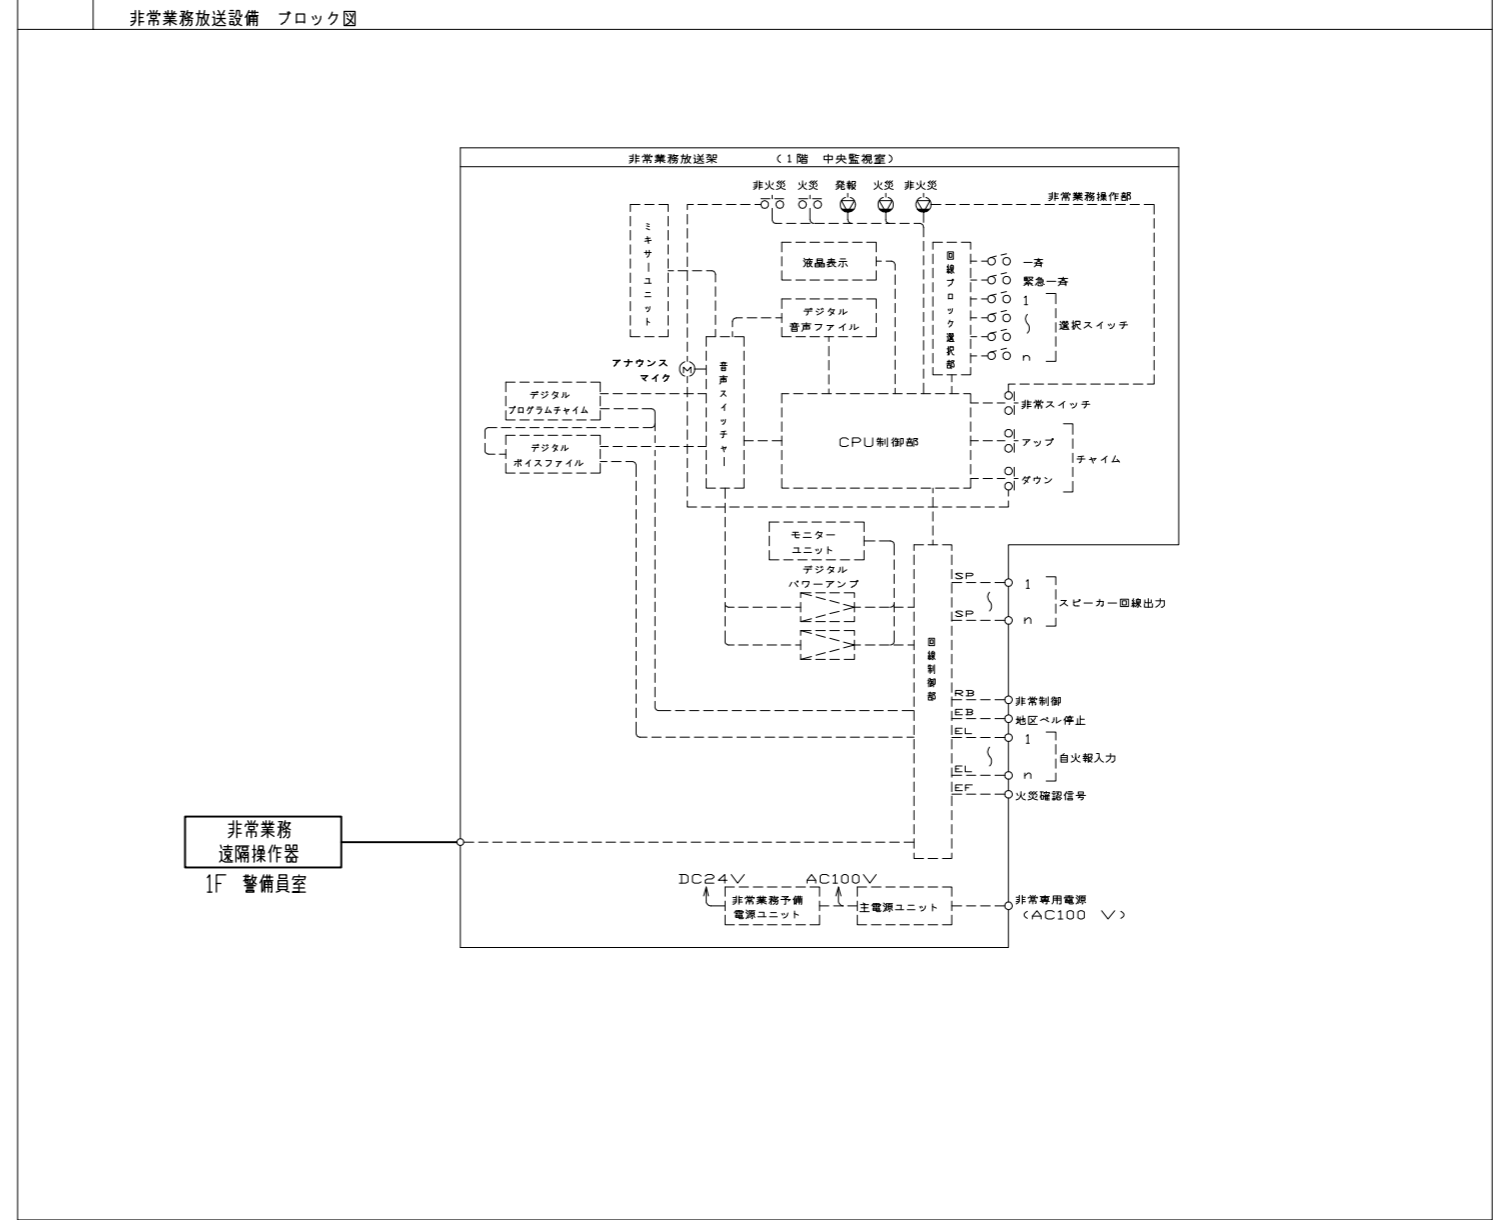 非常業務放送設備　ブロック図
非常業務放送架　（1階　中央監視室）
非火災　火災　発報　火災　非火災
非常業務操作部
ミキサーユニット
液晶表示
回線ブロック選択部
一斉
緊急一斉
1
選択スイッチ
n
デジタル
音声ファイル
アナウンス
マイク
M
音声スイッチャー
デジタル
プログラムチャイム
デジタル
ボイスファイル
CPU制御部
非常スイッチ
アップ
チャイム
ダウン
モニター
ユニット
デジタル
パワーアンプ
回線制御部
SP
1
スピーカー回線出力
SP
n
RB
非常制御
EB
地区ベル停止
EL
1
自火報入力
EL
n
EF
火災確認信号
非常業務
遠隔操作器
1F　警備員室
DC24V
AC100V
非常業務予備
電源ユニット
主電源ユニット
非常専用電源
（AC100　V）